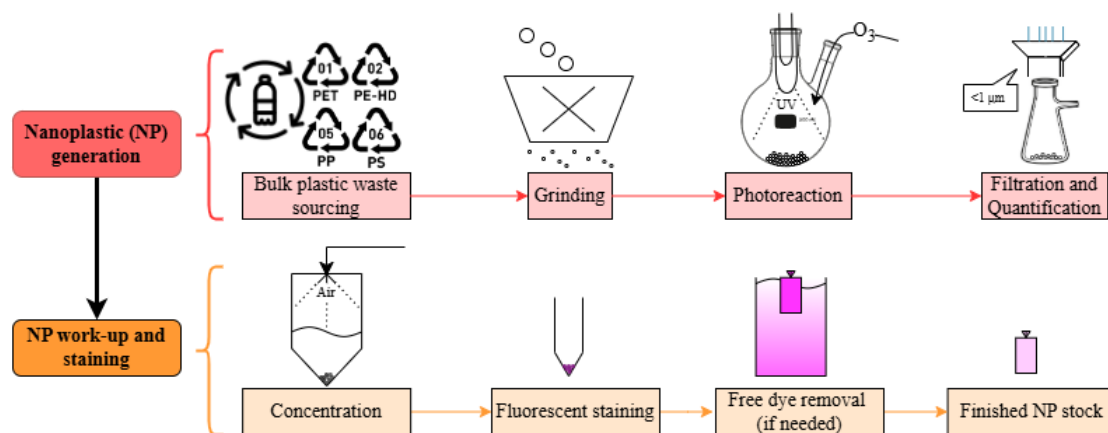 Nanoplastic (NP)
generation
01
PET
02
PE-HD
05
PP
06
PS
Bulk plastic waste
sourcing
Grinding
O3
UV
Photoreaction
<1 μm
Filtration and
Quantification
NP work-up and
staining
Air
Concentration
Fluorescent staining
Free dye removal
(if needed)
Finished NP stock